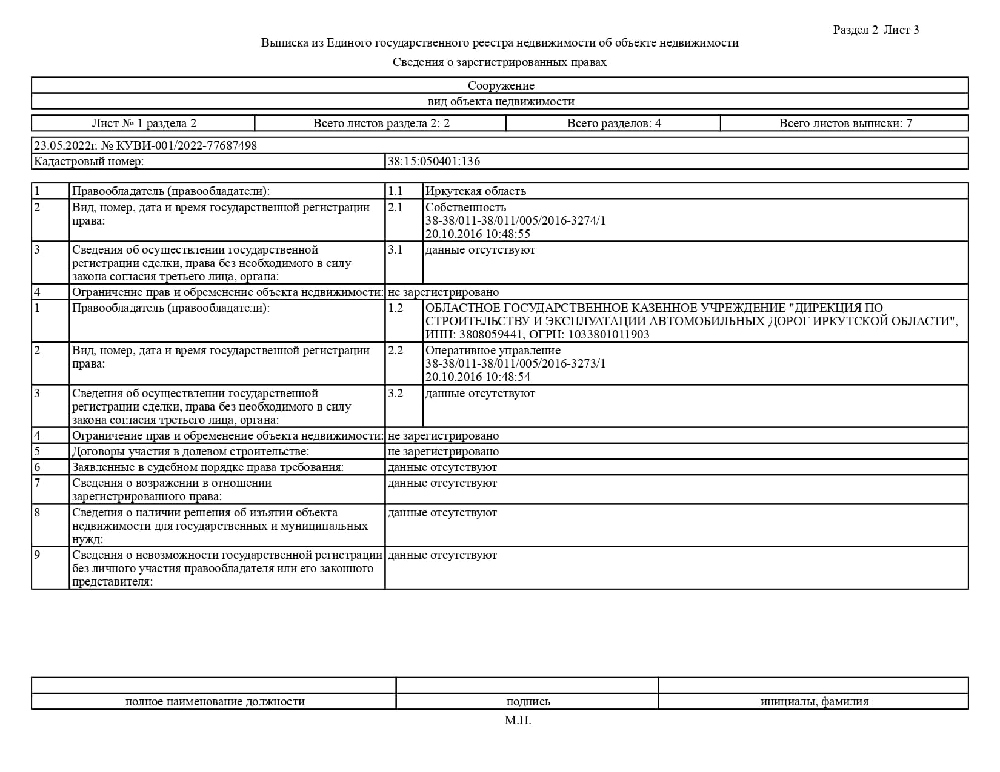 Раздел 2 Лист 3
Выписка из Единого государственного реестра недвижимости об объекте недвижимости
Сведения о зарегистрированных правах
Сооружение
вид объекта недвижимости
Лист № 1 раздела 2 Всего листов раздела 2: 2 Всего разделов: 4 Всего листов выписки: 7
23.05.2022г. № КУВИ-001/2022-77687498
Кадастровый номер: 38:15:050401:136
1 Правообладатель (правообладатели): 1.1 Иркутская область
2 Вид, номер, дата и время государственной регистрации 2.1 Собственность
права: 38-38/011-38/011/005/2016-3274/1
20.10.2016 10:48:55
3 Сведения об осуществлении государственной 3.1 данные отсутствуют
регистрации сделки, права без необходимого в силу
закона согласия третьего лица, органа:
4 Ограничение прав и обременение объекта недвижимости: не зарегистрировано
1 Правообладатель (правообладатели): 1.2 ОБЛАСТНОЕ ГОСУДАРСТВЕННОЕ КАЗЕННОЕ УЧРЕЖДЕНИЕ "ДИРЕКЦИЯ ПО
СТРОИТЕЛЬСТВУ И ЭКСПЛУАТАЦИИ АВТОМОБИЛЬНЫХ ДОРОГ ИРКУТСКОЙ ОБЛАСТИ",
ИНН: 3808059441, ОГРН: 1033801011903
2 Вид, номер, дата и время государственной регистрации 2.2 Оперативное управление
права: 38-38/011-38/011/005/2016-3273/1
20.10.2016 10:48:54
3 Сведения об осуществлении государственной 3.2 данные отсутствуют
регистрации сделки, права без необходимого в силу
закона согласия третьего лица, органа:
4 Ограничение прав и обременение объекта недвижимости: не зарегистрировано
5 Договоры участия в долевом строительстве: не зарегистрировано
6 Заявленные в судебном порядке права требования: данные отсутствуют
7 Сведения о возражении в отношении данные отсутствуют
зарегистрированного права:
8 Сведения о наличии решения об изъятии объекта данные отсутствуют
недвижимости для государственных и муниципальных
нужд:
9 Сведения о невозможности государственной регистрации данные отсутствуют
без личного участия правообладателя или его законного
представителя:
полное наименование должности подпись инициалы, фамилия
М.П.